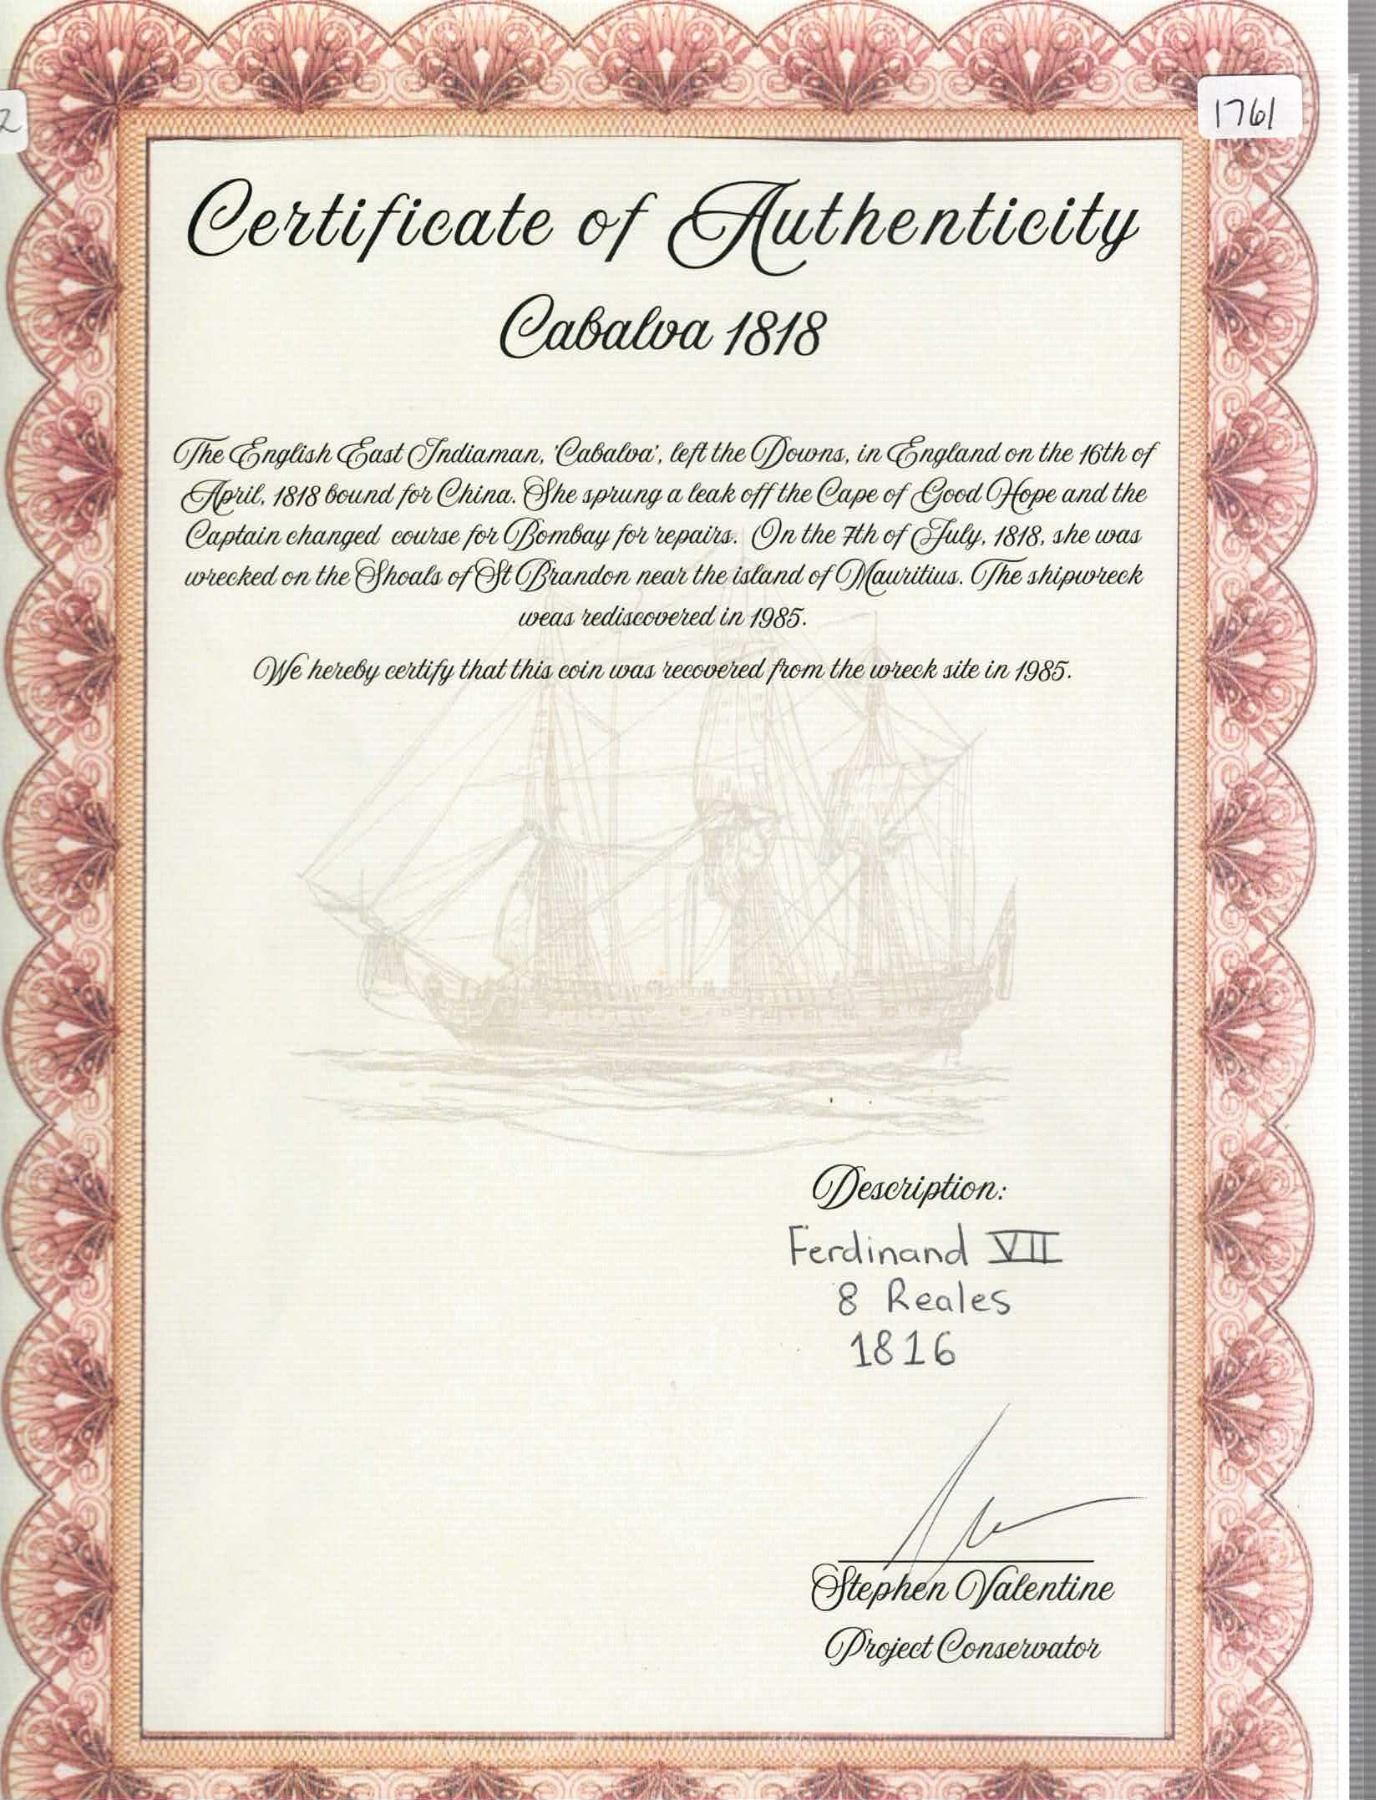 2
1761
Certificate of Authenticity
Cabalva 1818
The English East Indiaman, 'Cabalva', left the Downs, in England on the 16th of
April, 1818 bound for China. She sprung a leak off the Cape of Good Hope and the
Captain changed course for Bombay for repairs. On the 7th of July, 1818, she was
wrecked on the Shoals of St Brandon near the island of Mauritius. The shipwreck
weas rediscovered in 1985.
We hereby certify that this coin was recovered from the wreck site in 1985.
Description:
Ferdinand VII
8 Reales
1816
Stephen Valentine
Project Conservator